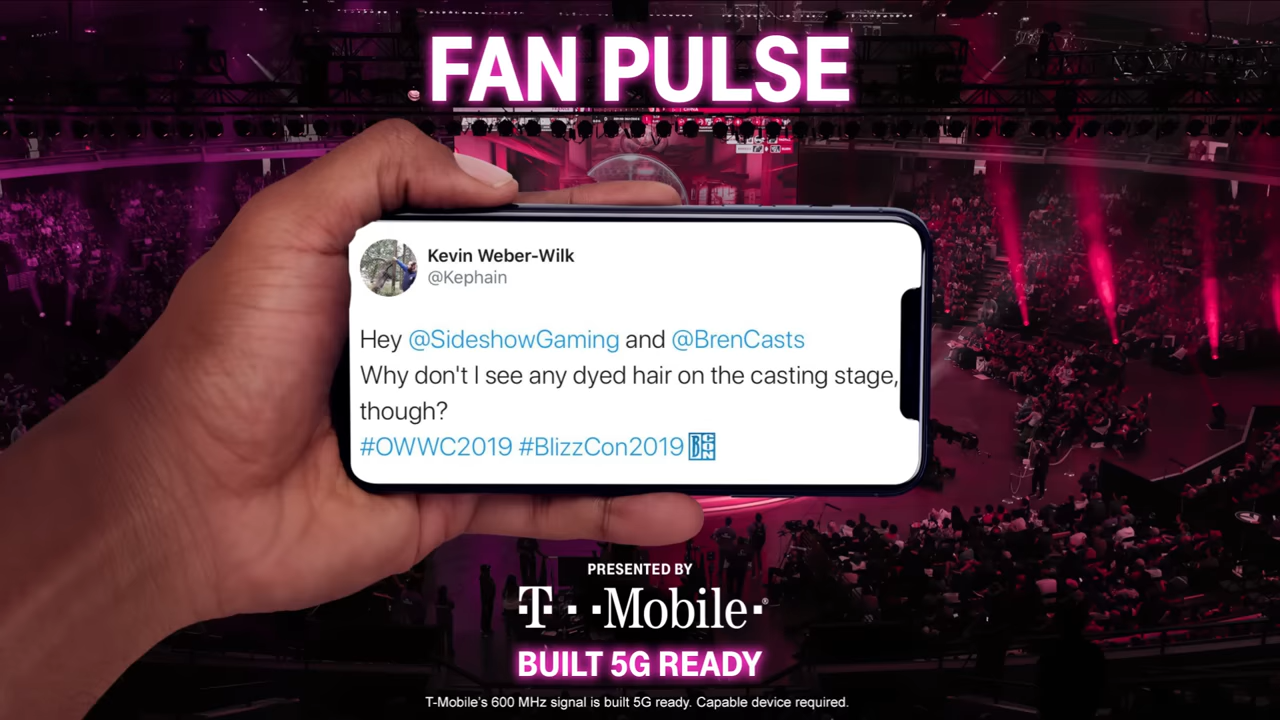 FAN PULSE
Kevin Weber-Wilk
@Kephain
Hey @SideshowGaming and @BrenCasts
Why don't I see any dyed hair on the casting stage,
though?
#OWWC2019 #BlizzCon2019
PRESENTED BY
T··Mobile·®
BUILT 5G READY
T-Mobile's 600 MHz signal is built 5G ready. Capable device required.